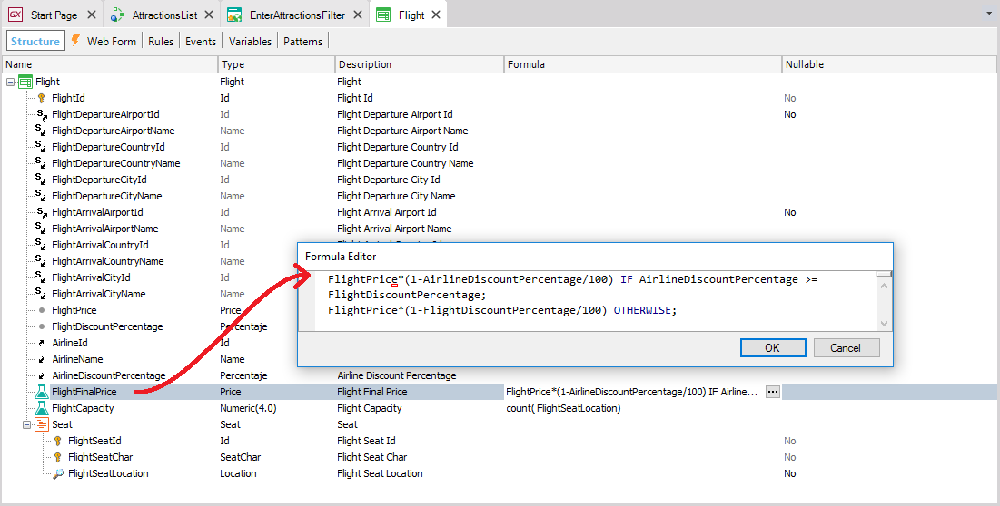 GX Start Page AttractionsList EnterAttractionsFilter Flight
Structure Web Form Rules Events Variables Patterns
Name Type Description Formula Nullable
Flight Flight Flight
FlightId Id Flight Id No
FlightDepartureAirportId Id Flight Departure Airport Id No
FlightDepartureAirportName Name Flight Departure Airport Name
FlightDepartureCountryId Id Flight Departure Country Id
FlightDepartureCountryName Name Flight Departure Country Name
FlightDepartureCityId Id Flight Departure City Id
FlightDepartureCityName Name Flight Departure City Name
FlightArrivalAirportId Id Flight Arrival Airport Id No
FlightArrivalAirportName Name Flight Arrival Airport Name
FlightArrivalCountryId Id
FlightArrivalCountryName Name
FlightArrivalCityId Id
FlightArrivalCityName Name
FlightPrice Price
FlightDiscountPercentage Percentaje
AirlineId Id
AirlineName Name
AirlineDiscountPercentage Percentaje Airline Discount Percentage
FlightFinalPrice Price Flight Final Price FlightPrice*(1-AirlineDiscountPercentage/100) IF Airline... ...
FlightCapacity Numeric(4.0) Flight Capacity count( FlightSeatLocation)
Seat Seat Seat
FlightSeatId Id Flight Seat Id No
FlightSeatChar SeatChar Flight Seat Char No
FlightSeatLocation Location Flight Seat Location No
Formula Editor
FlightPrice*(1-AirlineDiscountPercentage/100) IF AirlineDiscountPercentage >=
FlightDiscountPercentage;
FlightPrice*(1-FlightDiscountPercentage/100) OTHERWISE;
OK Cancel